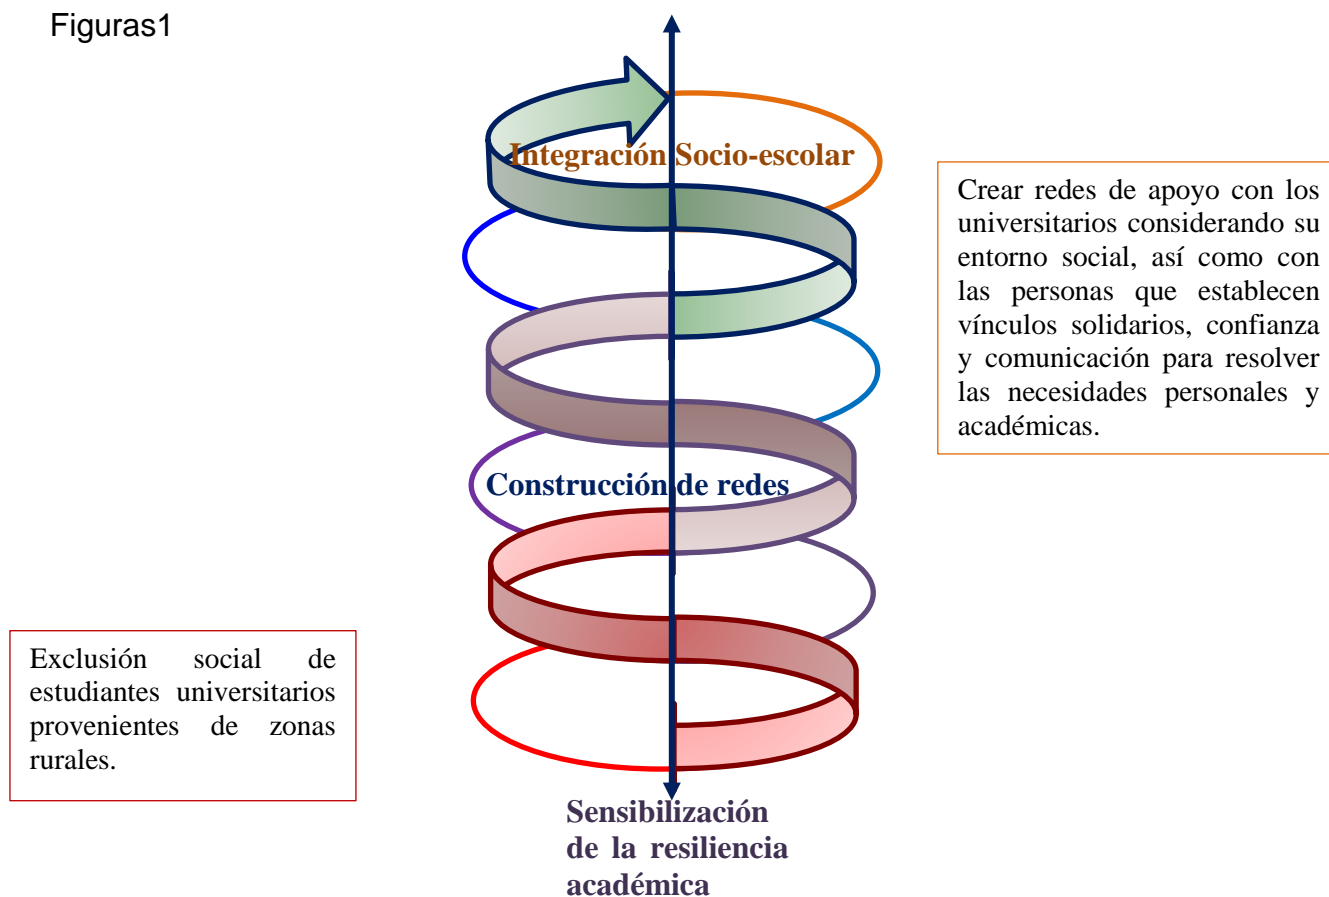 Figuras1
Integración Socio-escolar
Crear redes de apoyo con los
universitarios considerando su
entorno social, así como con
las personas que establecen
vínculos solidarios, confianza
y comunicación para resolver
las necesidades personales y
académicas.
Construcción de redes
Exclusión social de
estudiantes universitarios
provenientes de zonas
rurales.
Sensibilización
de la resiliencia
académica